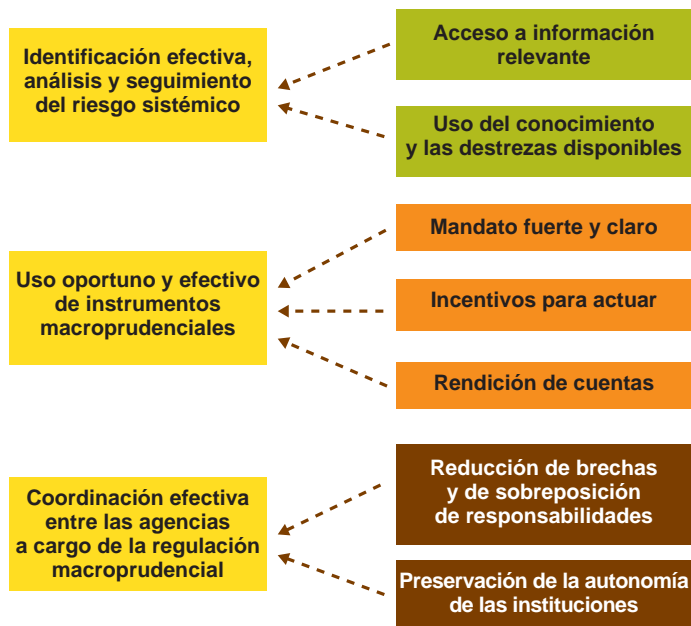 Identificación efectiva,
análisis y seguimiento
del riesgo sistémico
Acceso a información
relevante
Uso del conocimiento
y las destrezas disponibles
Uso oportuno y efectivo
de instrumentos
macroprudenciales
Mandato fuerte y claro
Incentivos para actuar
Rendición de cuentas
Coordinación efectiva
entre las agencias
a cargo de la regulación
macroprudencial
Reducción de brechas
y de sobreposición
de responsabilidades
Preservación de la autonomía
de las instituciones